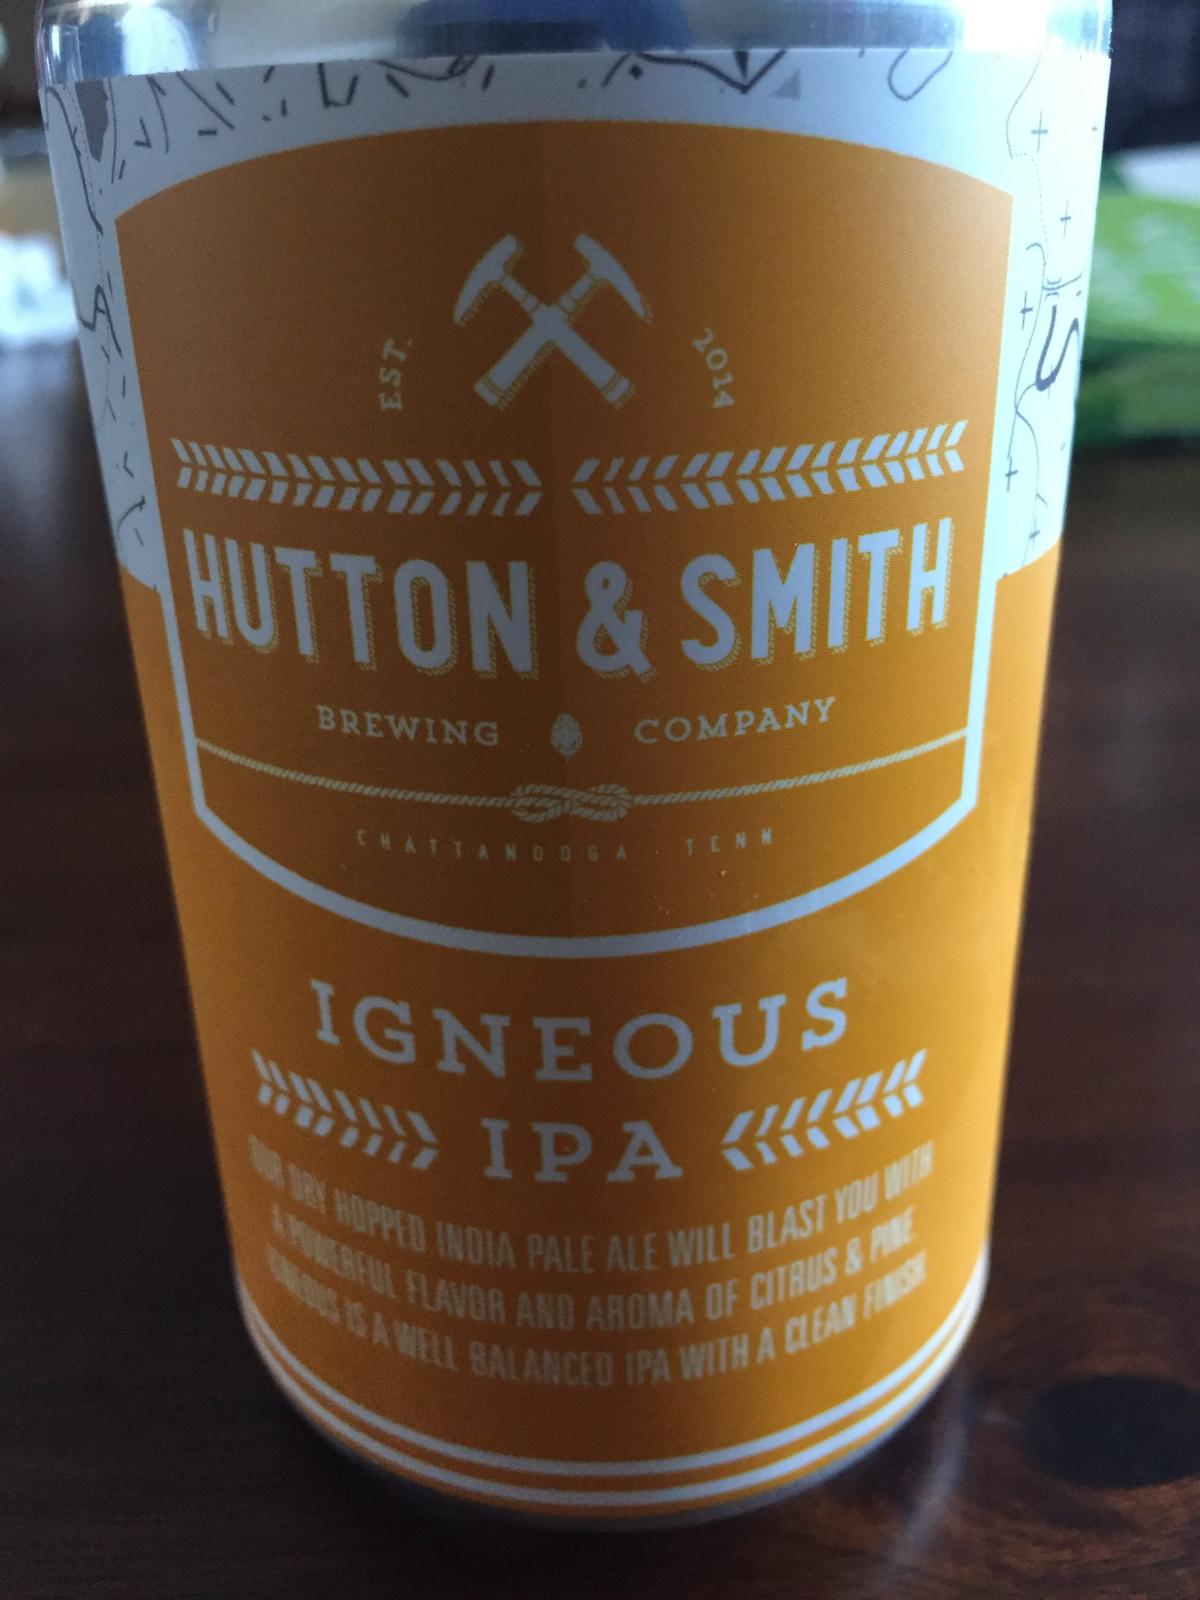 EST. 2014
HUTTON & SMITH
BREWING COMPANY
CHATTANOOGA TENN
IGNEOUS
IPA
OUR DRY HOPPED INDIA PALE ALE WILL BLAST YOU WITH
A POWERFUL FLAVOR AND AROMA OF CITRUS & PINE.
IGNEOUS IS A WELL BALANCED IPA WITH A CLEAN FINISH.
S